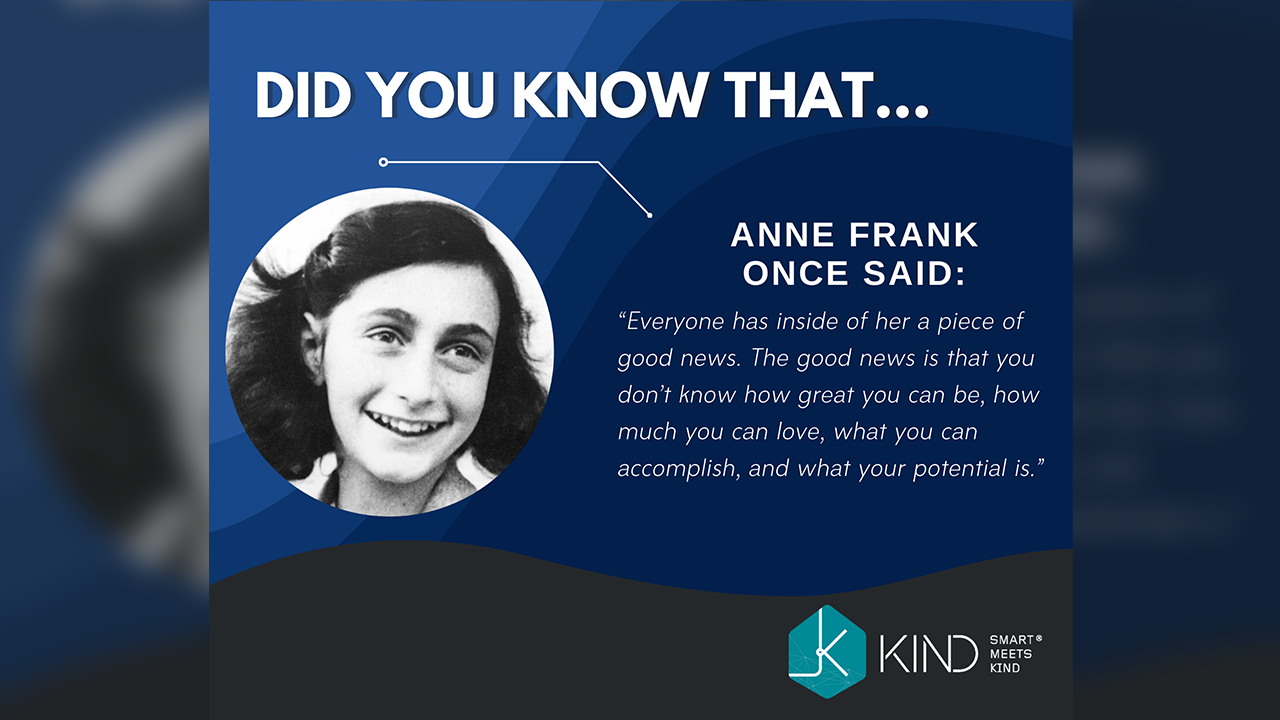 DID YOU KNOW THAT...
ANNE FRANK
ONCE SAID:
“Everyone has inside of her a piece of
good news. The good news is that you
don’t know how great you can be, how
much you can love, what you can
accomplish, and what your potential is.”
KIND
SMART®
MEETS
KIND